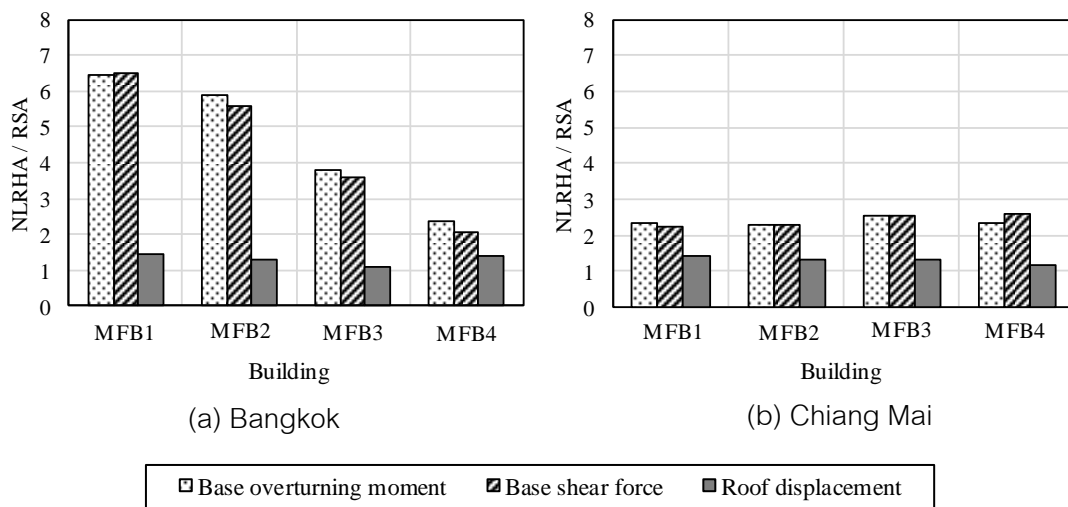 8
7
6
5
4
3
2
1
0
NLRHA / RSA
MFB1 MFB2 MFB3 MFB4
Building
(a) Bangkok
8
7
6
5
4
3
2
1
0
NLRHA / RSA
MFB1 MFB2 MFB3 MFB4
Building
(b) Chiang Mai
Base overturning moment Base shear force Roof displacement